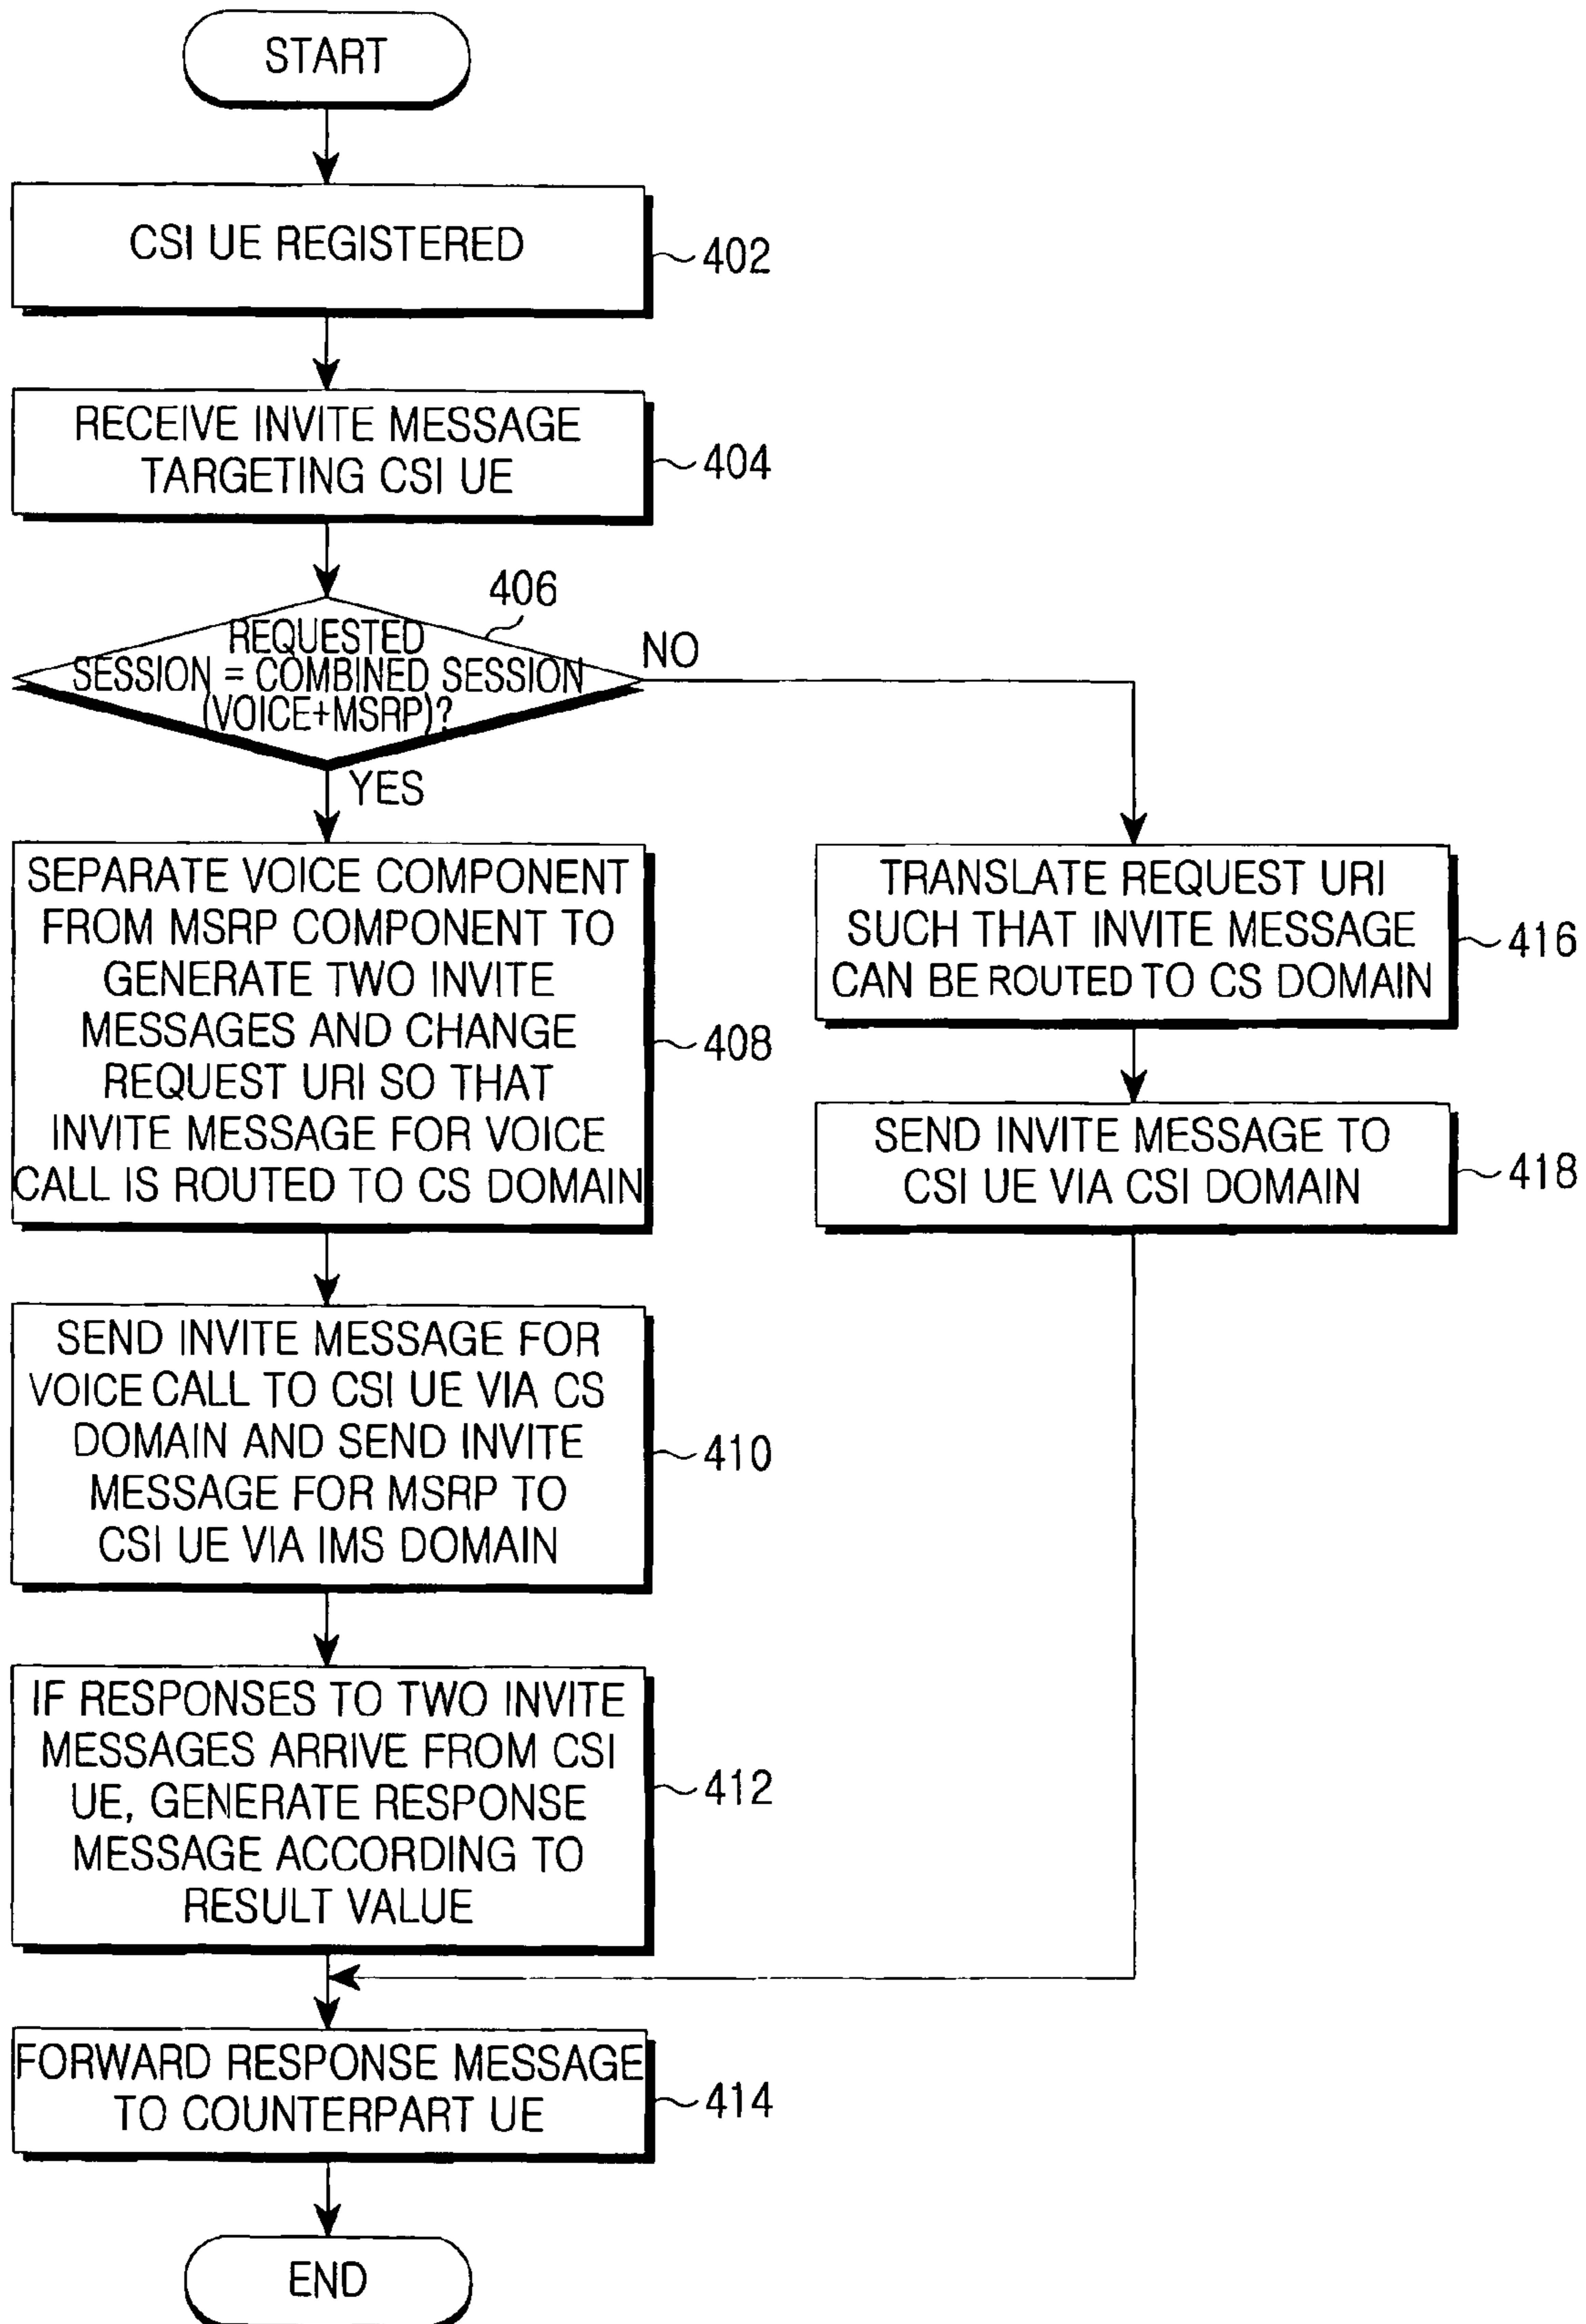 START
CSI UE REGISTERED
402
RECEIVE INVITE MESSAGE
TARGETING CSI UE
404
406
REQUESTED
SESSION = COMBINED SESSION
(VOICE+MSRP)?
NO
YES
SEPARATE VOICE COMPONENT
FROM MSRP COMPONENT TO
GENERATE TWO INVITE
MESSAGES AND CHANGE
REQUEST URI SO THAT
INVITE MESSAGE FOR VOICE
CALL IS ROUTED TO CS DOMAIN
408
TRANSLATE REQUEST URI
SUCH THAT INVITE MESSAGE
CAN BE ROUTED TO CS DOMAIN
416
SEND INVITE MESSAGE TO
CSI UE VIA CSI DOMAIN
418
SEND INVITE MESSAGE FOR
VOICE CALL TO CSI UE VIA CS
DOMAIN AND SEND INVITE
MESSAGE FOR MSRP TO
CSI UE VIA IMS DOMAIN
410
IF RESPONSES TO TWO INVITE
MESSAGES ARRIVE FROM CSI
UE, GENERATE RESPONSE
MESSAGE ACCORDING TO
RESULT VALUE
412
FORWARD RESPONSE MESSAGE
TO COUNTERPART UE
414
END